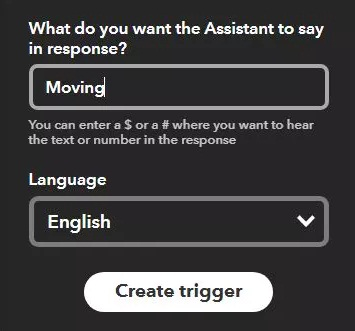 What do you want the Assistant to say
in response?
Moving
You can enter a $ or a # where you want to hear
the text or number in the response
Language
English
Create trigger